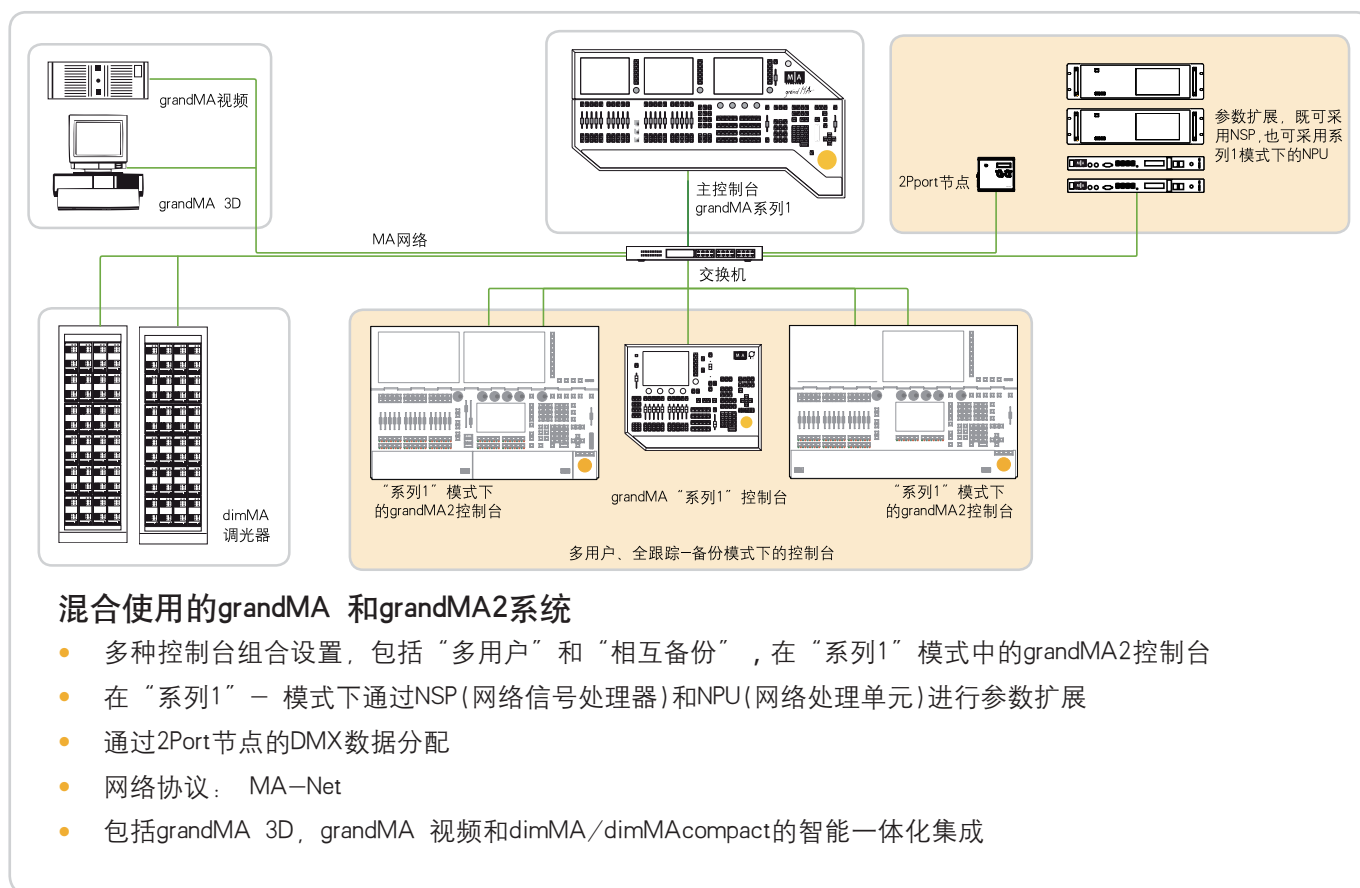 grandMA视频
grandMA 3D
MA
grandMA
主控制台
grandMA系列1
参数扩展，既可采
用NSP,也可采用系
列1模式下的NPU
2Pport节点
MA网络
交换机
dimMA
调光器
MA
“系列1”模式下
的grandMA2控制台
grandMA“系列1”控制台
“系列1”模式下
的grandMA2控制台
多用户、全跟踪—备份模式下的控制台
混合使用的grandMA 和grandMA2系统
• 多种控制台组合设置，包括“多用户”和“相互备份”,在“系列1”模式中的grandMA2控制台
• 在“系列1”— 模式下通过NSP(网络信号处理器)和NPU(网络处理单元)进行参数扩展
• 通过2Port节点的DMX数据分配
• 网络协议： MA—Net
• 包括grandMA 3D，grandMA 视频和dimMA/dimMAcompact的智能一体化集成